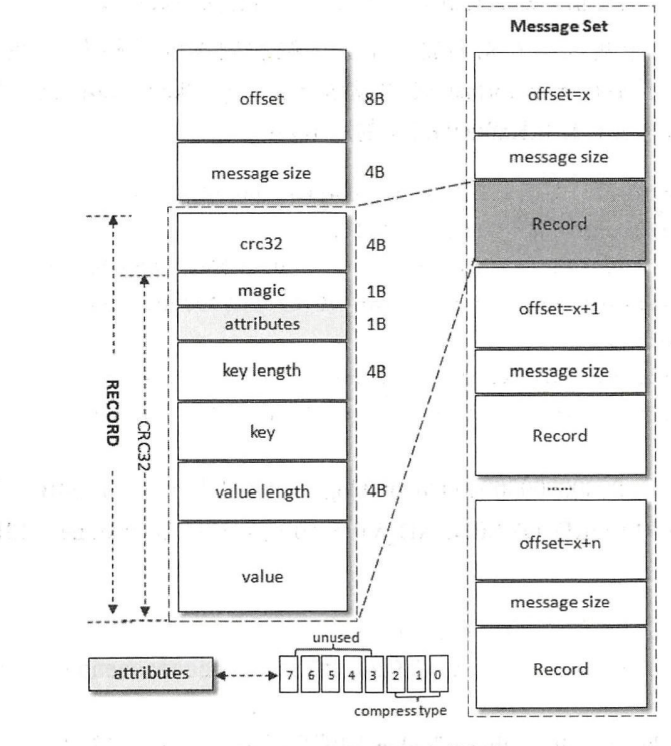 offset 8B
message size 4B
crc32 4B
magic 1B
attributes 1B
key length 4B
key
value length 4B
value
RECORD
CRC32
attributes
unused
7 6 5 4 3 2 1 0
compress type
Message Set
offset=x
message size
Record
offset=x+1
message size
Record
......
offset=x+n
message size
Record